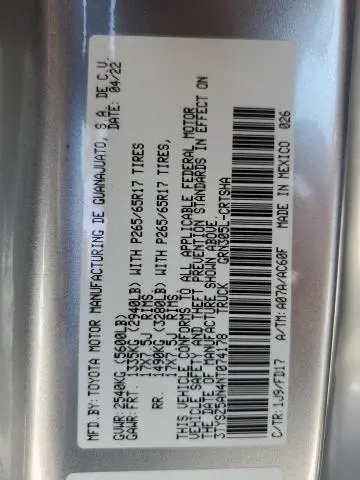 MFD.BY: TOYOTA MOTOR MANUFACTURING DE GUANAJUATO, S.A. DE C.V.
DATE: 04/22
GVWR: 2540KG (5600LB)
GAWR: FRT. 1335KG (2940LB) WITH P265/65R17 TIRES
17X7.5J RIMS,
RR. 1490KG (3280LB) WITH P265/65R17 TIRES,
17X7.5J RIMS
THIS VEHICLE CONFORMS TO ALL APPLICABLE FEDERAL MOTOR
VEHICLE SAFETY AND THEFT PREVENTION STANDARDS IN EFFECT ON
THE DATE OF MANUFACTURE SHOWN ABOVE.
3TYSZ5AN4NT074178 TRUCK GRN305L-CRTSHA
C/TR: 1J9/FD17 A/TM: A07A/AC60F MADE IN MEXICO 026